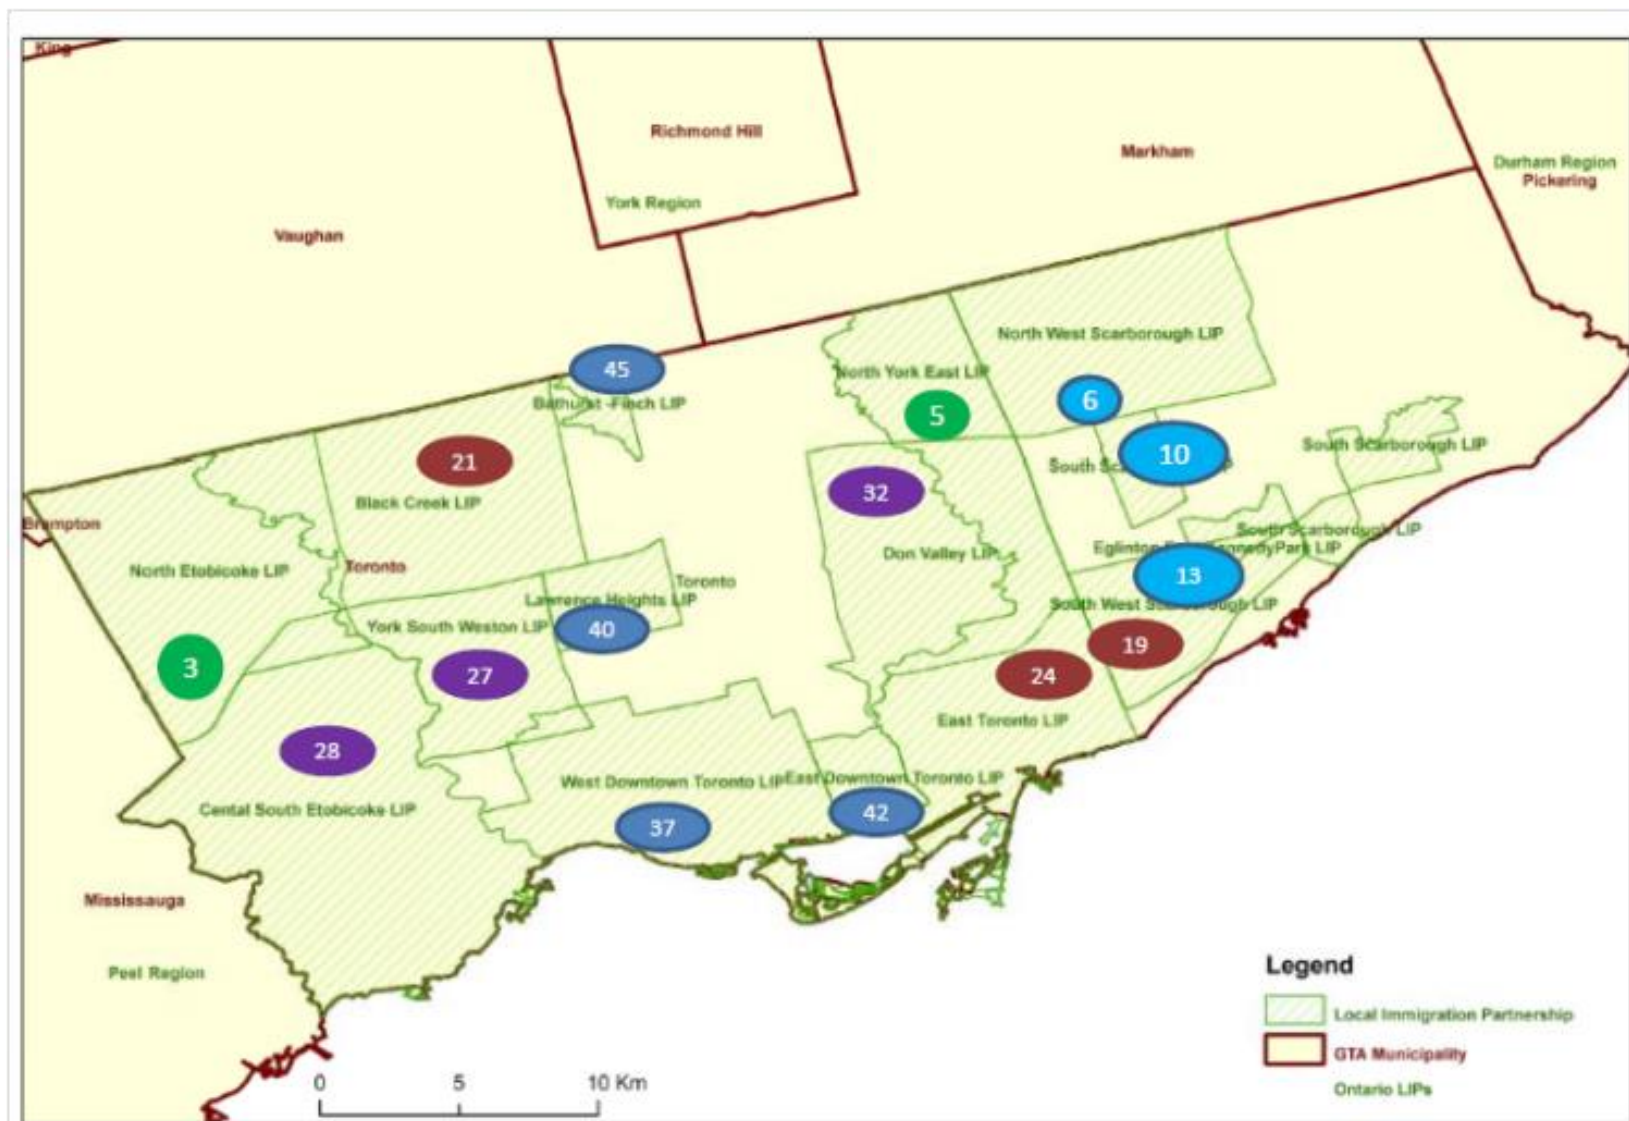 King
Richmond Hill
Markham
Durham Region
Pickering
York Region
Vaughan
North West Scarborough LIP
45
North York East LIP
Bathurst -Finch LIP
6
5
21
10
South Scarborough LIP
32
Black Creek LIP
Brampton
South Scarborough LIP
Don Valley LIP
LIP
North Etobicoke LIP
Toronto
13
Toronto
Lawrence Heights LIP
South West Scarborough LIP
York South Weston LIP
40
19
3
27
24
East Toronto LIP
28
West Downtown Toronto LIP
East Downtown Toronto LIP
Cental South Etobicoke LIP
42
37
Mississauga
Peel Region
Legend
Local Immigration Partnership
GTA Municipality
Ontario LIPs
0 5 10 Km